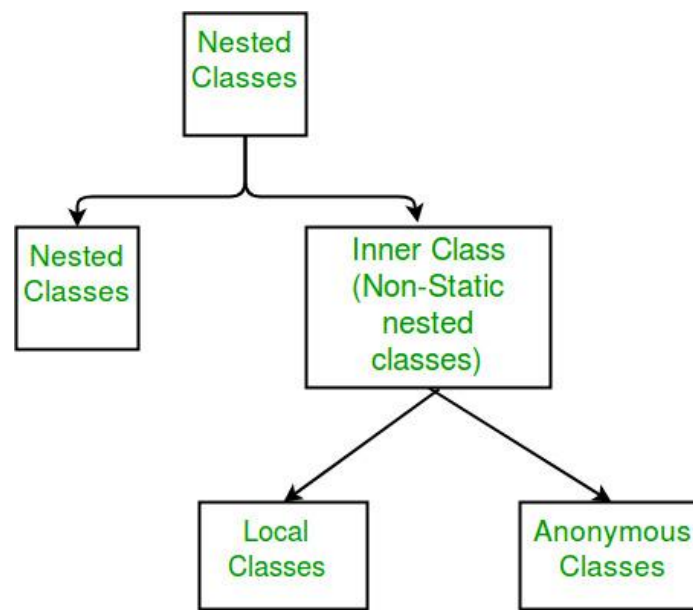 Nested
Classes
Nested
Classes
Inner Class
(Non-Static
nested
classes)
Local
Classes
Anonymous
Classes